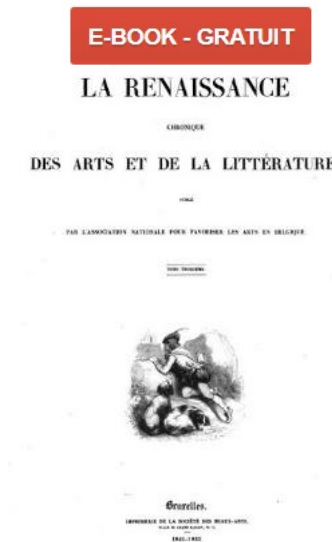 E-BOOK - GRATUIT
LA RENAISSANCE
CHRONIQUE
DES ARTS ET DE LA LITTÉRATURE
PAR L'ASSOCIATION NATIONALE POUR FAVORISER LES ARTS EN BELGIQUE
TOME TROISIÈME
Bruxelles.
IMPRIMERIE DE LA SOCIÉTÉ DES BEAUX-ARTS,